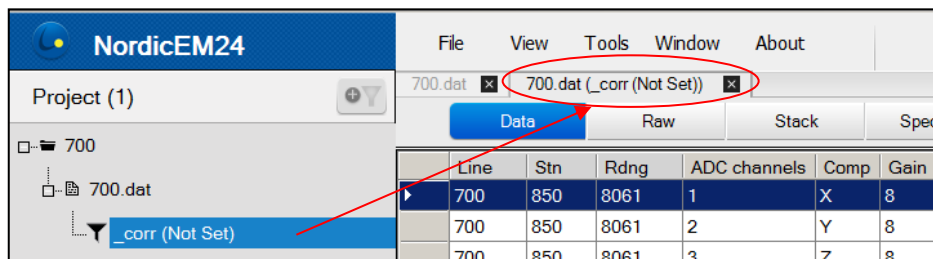 NordicEM24
File View Tools Window About
Project (1)
700.dat
700.dat (_corr (Not Set))
Data Raw Stack Spec
700
700.dat
_corr (Not Set)
Line Stn Rdng ADC channels Comp Gain
700 850 8061 1 X 8
700 850 8061 2 Y 8
700 850 8061 3 Z 8